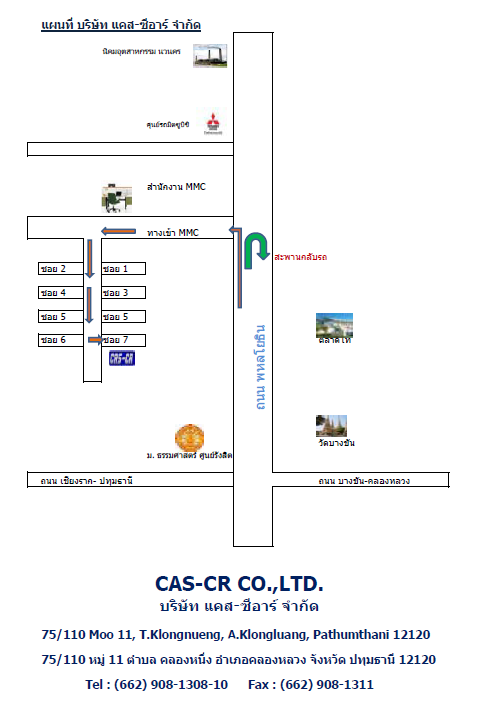 แผนที่ บริษัท แคส-ซีอาร์ จำกัด
นิคมอุตสาหกรรม นวนคร
ศูนย์รถมิตซูบิชิ
สำนักงาน MMC
ทางเข้า MMC
สะพานกลับรถ
ซอย 2
ซอย 1
ซอย 4
ซอย 3
ซอย 5
ซอย 5
ซอย 6
ซอย 7
CAS-CR
ถนน พหลโยธิน
ตลาดไท
วัดบางขัน
ม. ธรรมศาสตร์ ศูนย์รังสิต
ถนน เชียงราก- ปทุมธานี
ถนน บางขัน-คลองหลวง
CAS-CR CO.,LTD.
บริษัท แคส-ซีอาร์ จำกัด
75/110 Moo 11, T.Klongnueng, A.Klongluang, Pathumthani 12120
75/110 หมู่ 11 ตำบล คลองหนึ่ง อำเภอคลองหลวง จังหวัด ปทุมธานี 12120
Tel : (662) 908-1308-10 Fax : (662) 908-1311